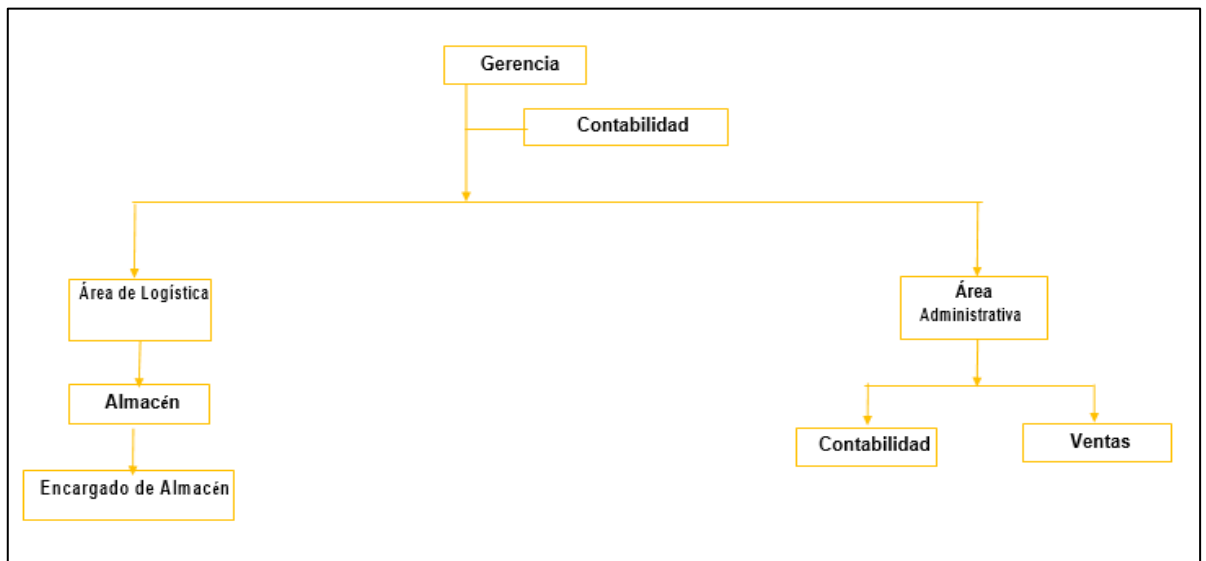 Gerencia
Contabilidad
Área de Logística
Área
Administrativa
Almacén
Contabilidad
Ventas
Encargado de Almacén